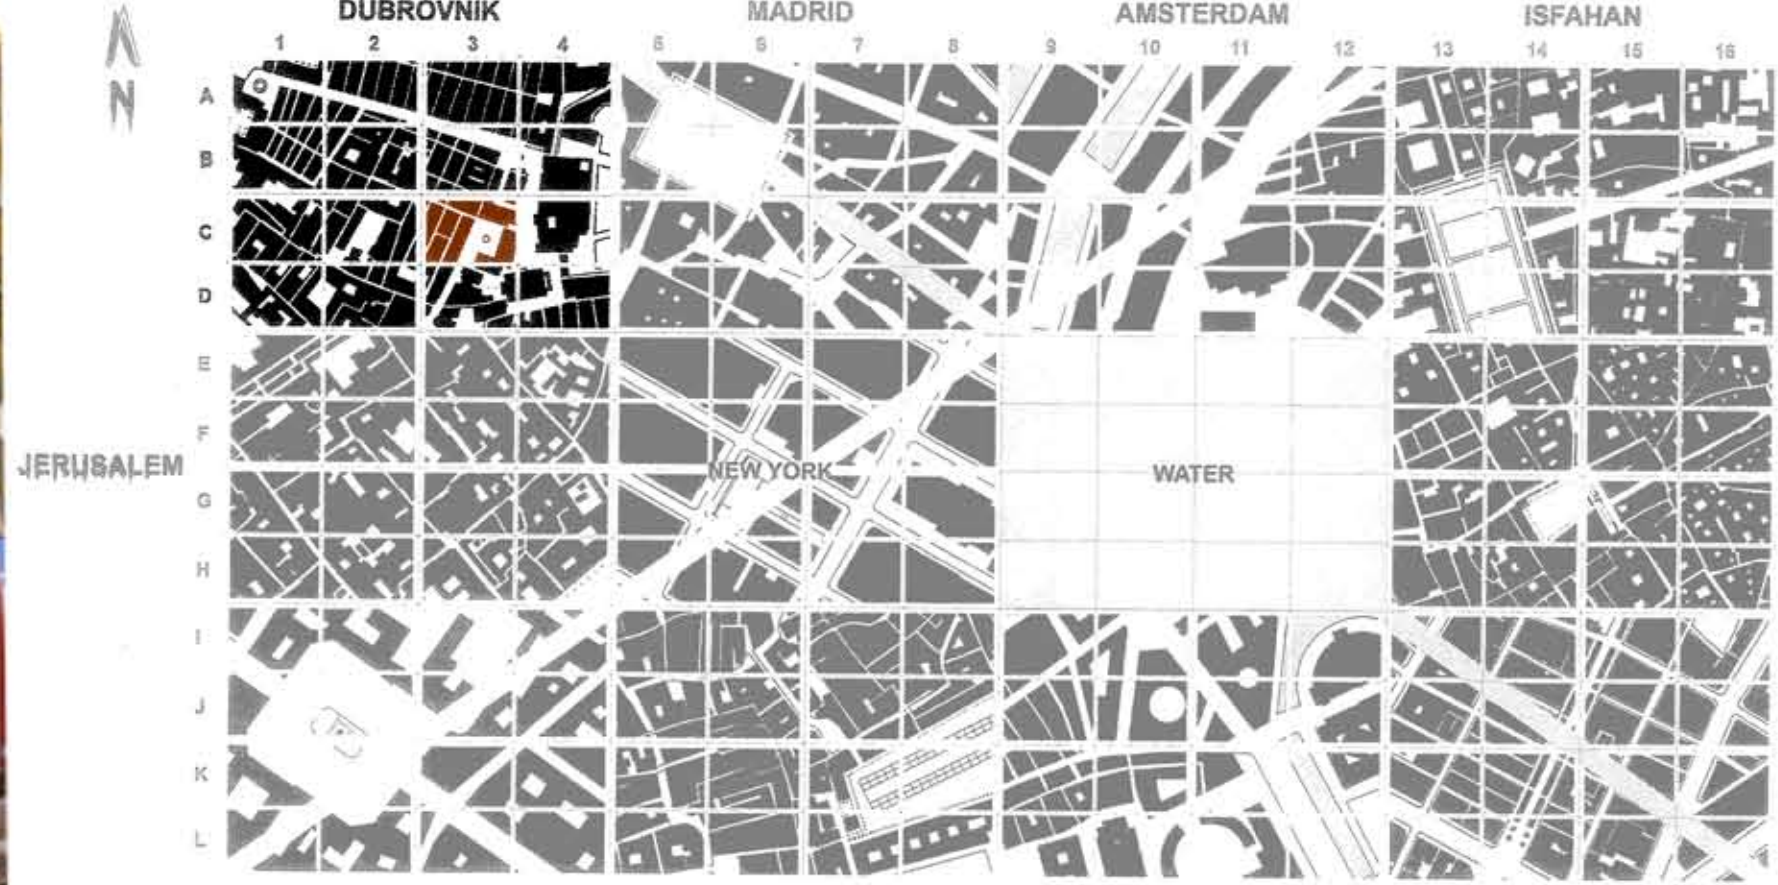 DUBROVNIK MADRID AMSTERDAM ISFAHAN
1 2 3 4 5 6 7 8 9 10 11 12 13 14 15 16
N
A
B
C
D
E
F
JERUSALEM
NEW YORK
WATER
G
H
I
J
K
L